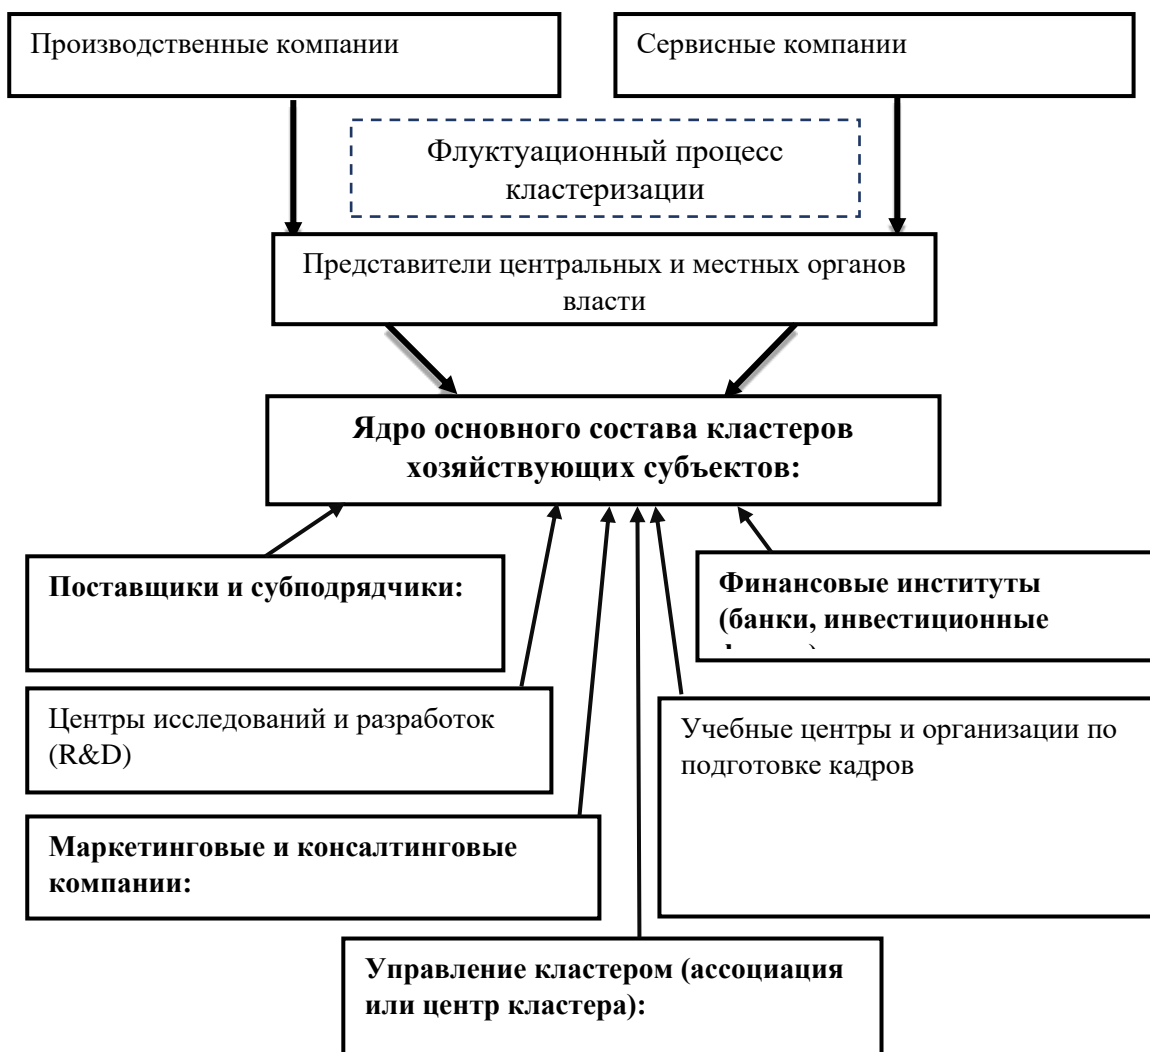 Производственные компании
Сервисные компании
Флуктуационный процесс
кластеризации
Представители центральных и местных органов
власти
Ядро основного состава кластеров
хозяйствующих субъектов:
Поставщики и субподрядчики:
Финансовые институты
(банки, инвестиционные
Центры исследований и разработок
(R&D)
Учебные центры и организации по
подготовке кадров
Маркетинговые и консалтинговые
компании:
Управление кластером (ассоциация
или центр кластера):